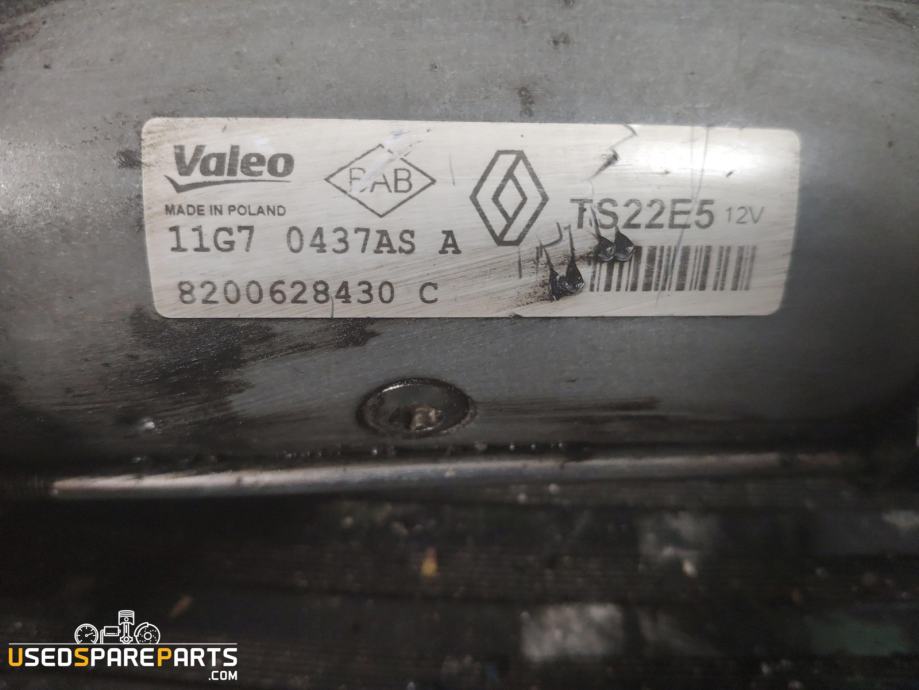 Valeo
MADE IN POLAND
RAB
TS22E5 12V
11G7 0437AS A
8200628430 C
USEDSPAREPARTS
.COM